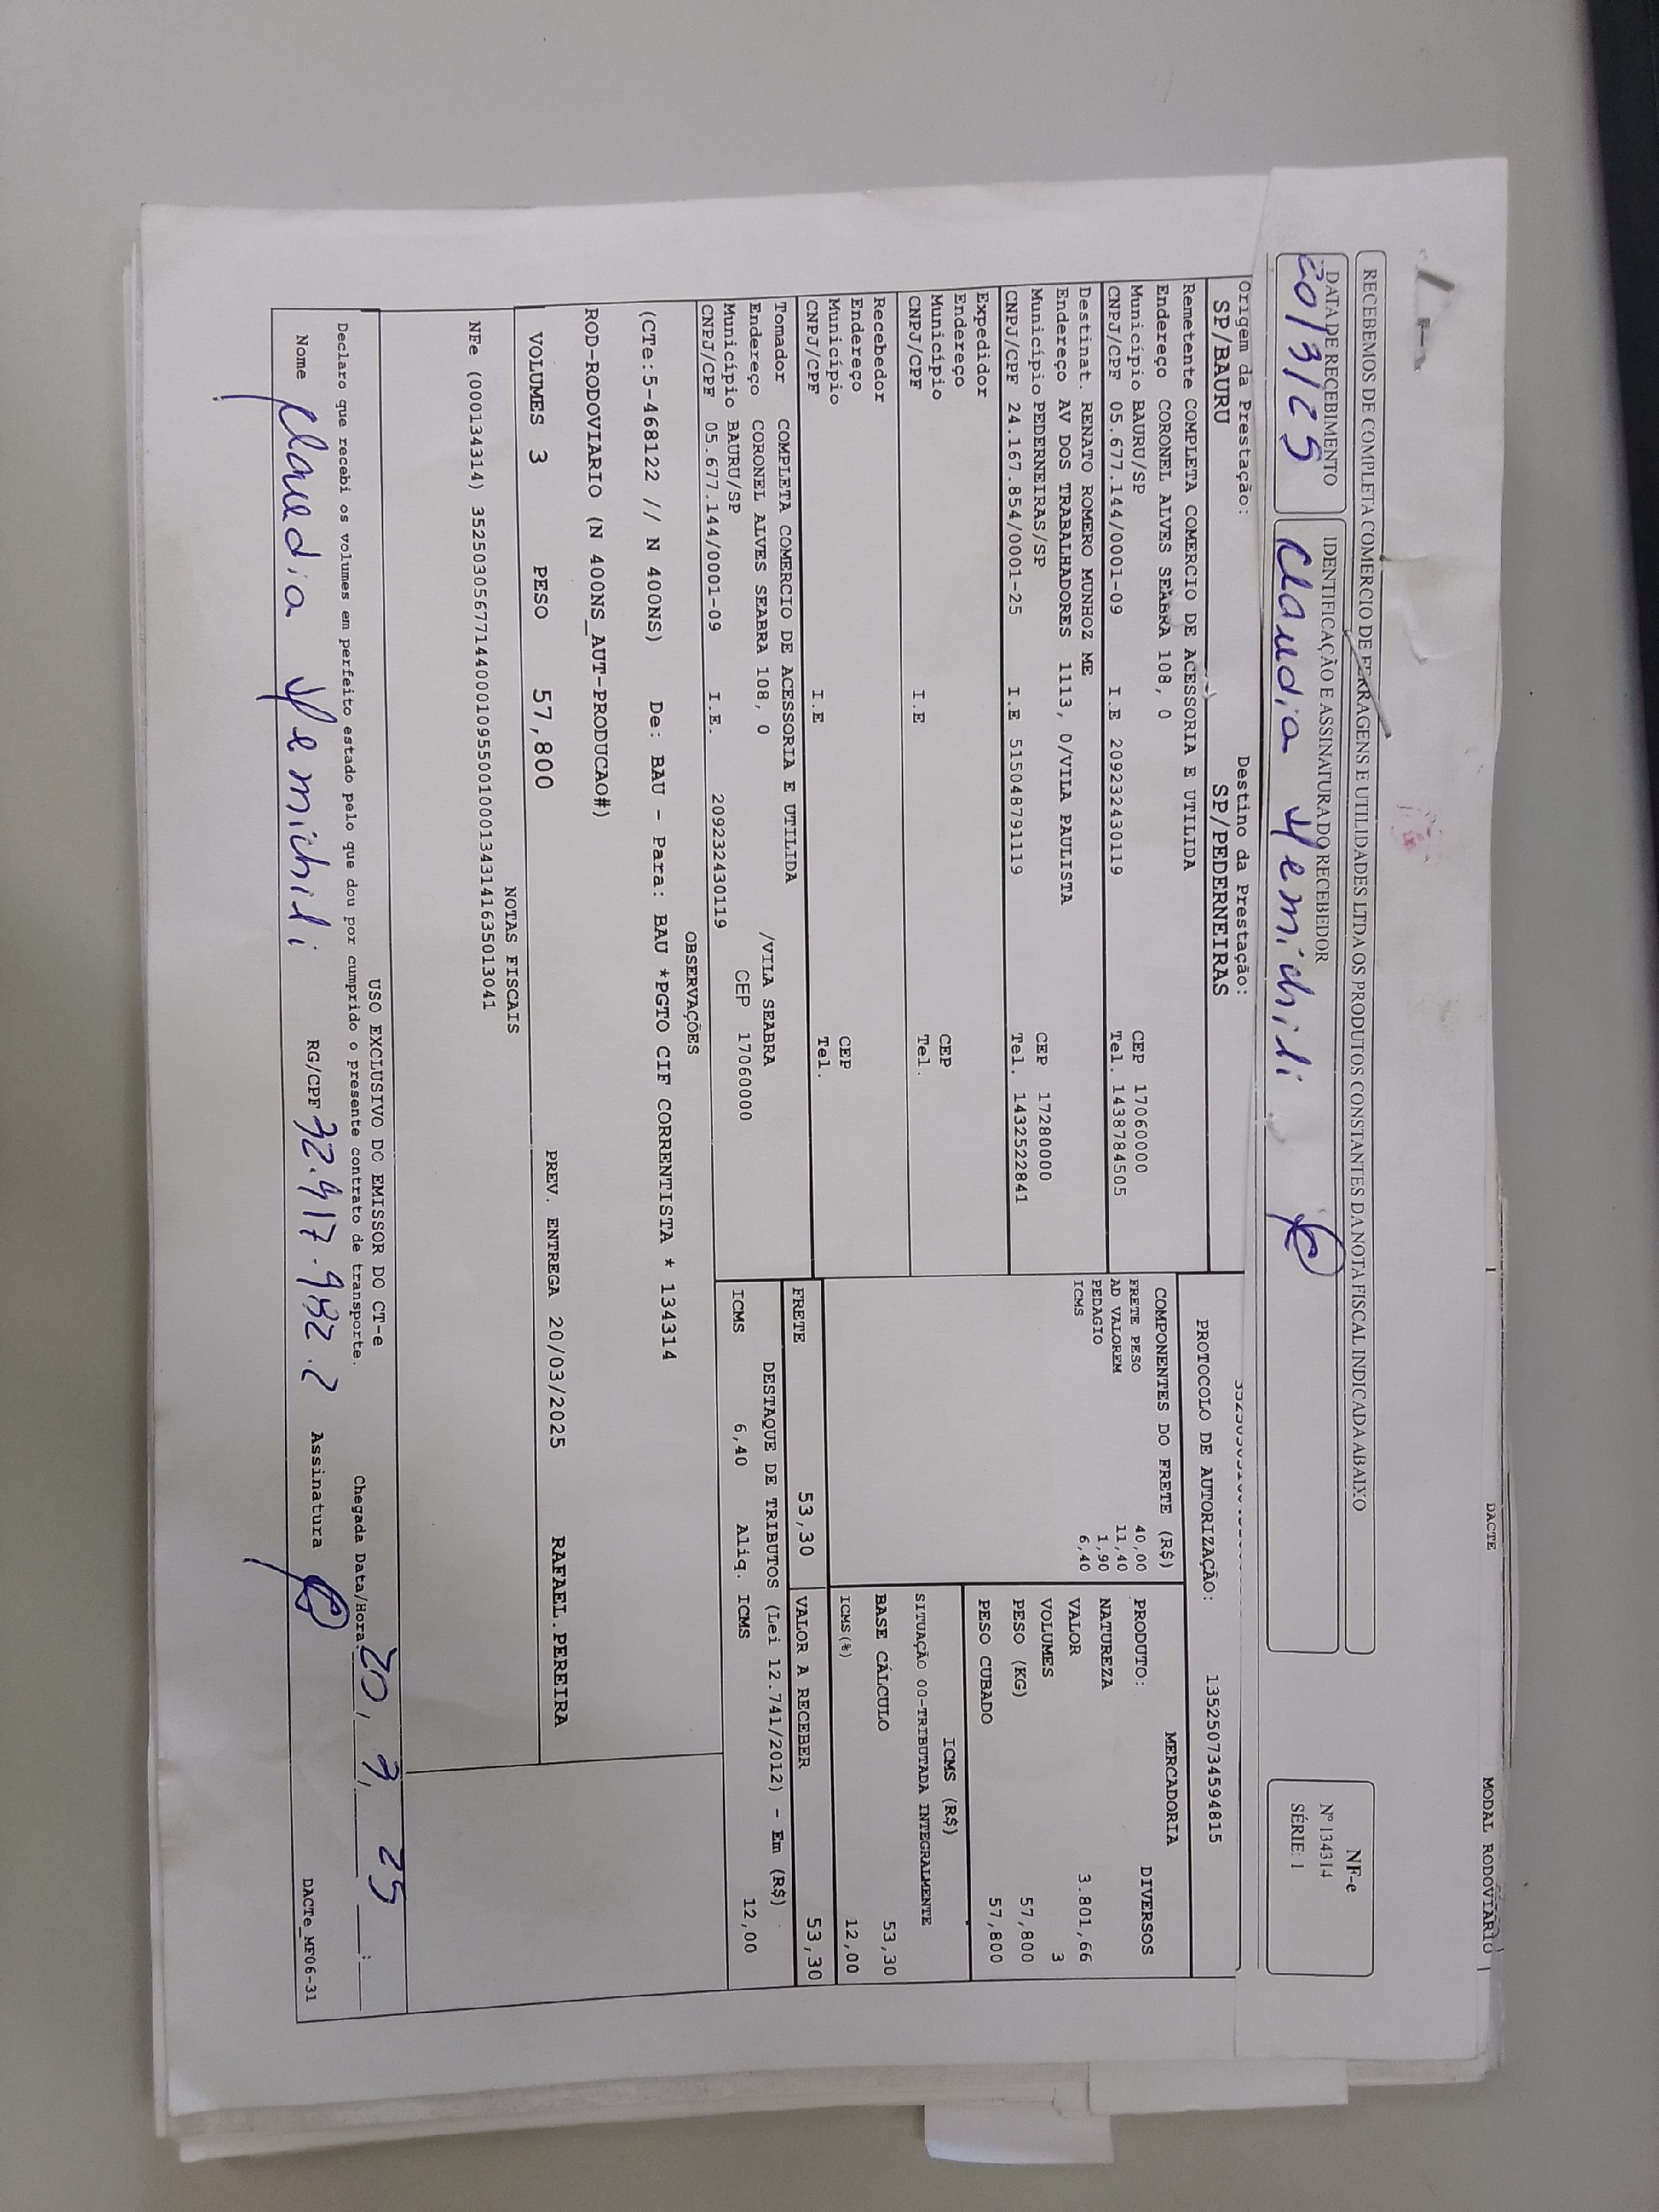 DACTE
MODAL RODOVIÁRIO
RECEBEMOS DE COMPLETA COMERCIO DE FERRAGENS E UTILIDADES LTDA OS PRODUTOS CONSTANTES DA NOTA FISCAL INDICADA ABAIXO
DATA DE RECEBIMENTO
20/3/25
IDENTIFICAÇÃO E ASSINATURA DO RECEBEDOR
Claudia
NF-e
Nº 134314
SÉRIE: 1
Origem da Prestação:
SP/BAURU
Destino da Prestação:
SP/PEDERNEIRAS
PROTOCOLO DE AUTORIZAÇÃO: 135250734594815
Remetente COMPLETA COMERCIO DE ACESSORIA E UTILIDA
Endereço CORONEL ALVES SEABRA 108, 0
Município BAURU/SP CEP 17060000
CNPJ/CPF 05.677.144/0001-09 I.E 209232430119 Tel. 1438784505
Destinat. RENATO ROMERO MUNHOZ ME
Endereço AV DOS TRABALHADORES 1113, 0/VILA PAULISTA
Município PEDERNEIRAS/SP CEP 17280000
CNPJ/CPF 24.167.854/0001-25 I.E 515048791119 Tel. 1432522841
Expedidor
Endereço
Município CEP
CNPJ/CPF I.E Tel.
Recebedor
Endereço
Município CEP
CNPJ/CPF I.E Tel.
Tomador COMPLETA COMERCIO DE ACESSORIA E UTILIDA
Endereço CORONEL ALVES SEABRA 108, 0 /VILA SEABRA
Município BAURU/SP CEP 17060000
CNPJ/CPF 05.677.144/0001-09 I.E. 209232430119
COMPONENTES DO FRETE (R$)
FRETE PESO 40,00
AD VALOREM 11,40
PEDAGIO 1,90
ICMS 6,40
MERCADORIA
PRODUTO: DIVERSOS
NATUREZA
VALOR 3.801,66
VOLUMES 3
PESO (KG) 57,800
PESO CUBADO 57,800
ICMS (R$)
SITUAÇÃO 00-TRIBUTADA INTEGRALMENTE
BASE CÁLCULO 53,30
ICMS(%) 12,00
FRETE 53,30
VALOR A RECEBER 53,30
DESTAQUE DE TRIBUTOS (Lei 12.741/2012) - Em (R$)
ICMS 6,40 Aliq. ICMS 12,00
OBSERVAÇÕES
(CTe:5-468122 // N 400NS) De: BAU - Para: BAU *PGTO CIF CORRENTISTA * 134314
ROD-RODOVIARIO (N 400NS_AUT-PRODUCAO#)
VOLUMES 3 PESO 57,800 PREV. ENTREGA 20/03/2025 RAFAEL.PEREIRA
NOTAS FISCAIS
NFe (000134314) 35250305677144000109550010001343141635013041
USO EXCLUSIVO DO EMISSOR DO CT-e
Declaro que recebi os volumes em perfeito estado pelo que dou por cumprido o presente contrato de transporte.
Chegada Data/Hora: 20, 3, 25 :
Nome Claudia RG/CPF 32.917.982.2 Assinatura
DACTe_MF06-31